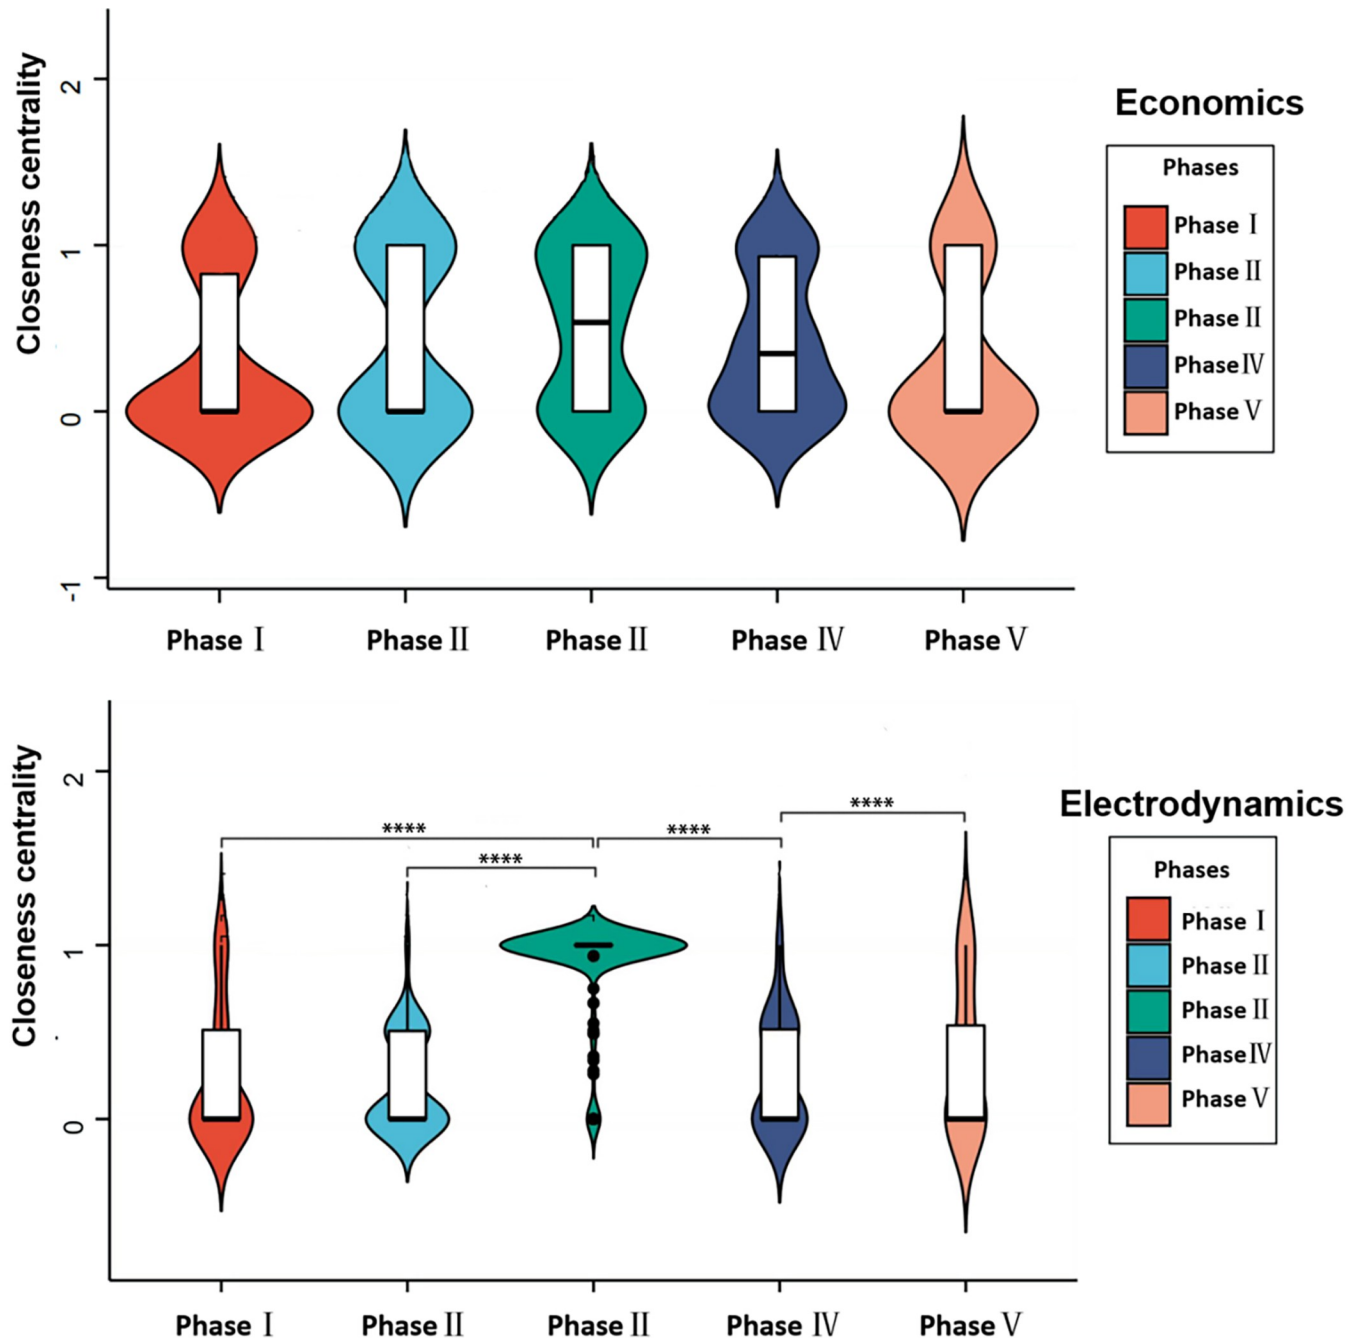 Closeness centrality
2
1
0
-1
Phase Ⅰ
Phase Ⅱ
Phase Ⅱ
Phase Ⅳ
Phase Ⅴ
Economics
Phases
Phase Ⅰ
Phase Ⅱ
Phase Ⅱ
Phase Ⅳ
Phase Ⅴ
Closeness centrality
2
1
0
****
****
****
****
Phase Ⅰ
Phase Ⅱ
Phase Ⅱ
Phase Ⅳ
Phase Ⅴ
Electrodynamics
Phases
Phase Ⅰ
Phase Ⅱ
Phase Ⅱ
Phase Ⅳ
Phase Ⅴ